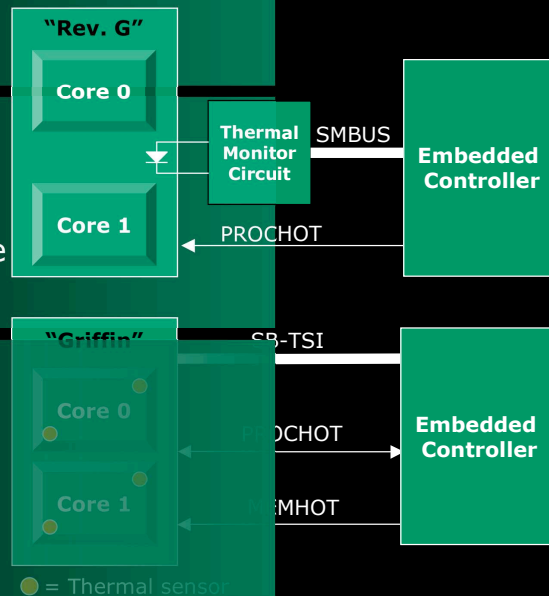 "Rev. G"
Core 0
Thermal
Monitor
Circuit
SMBUS
Embedded
Controller
Core 1
PROCHOT
e
"Griffin"
SB-TSI
Core 0
PROCHOT
Embedded
Controller
Core 1
MEMHOT
= Thermal sensor